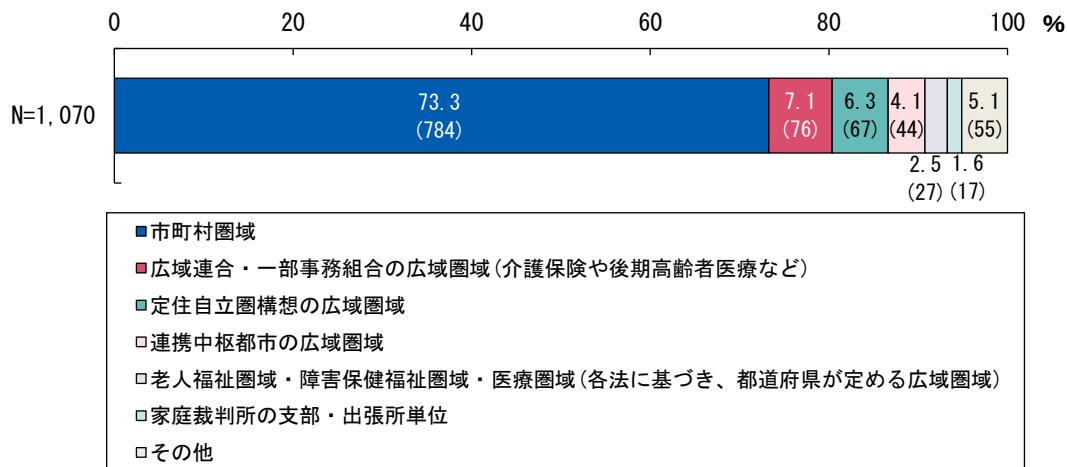 0 20 40 60 80 100 %
N=1,070
73.3 7.1 6.3 4.1 5.1
(784) (76) (67) (44) (55)
2.5 1.6
(27) (17)
市町村圏域
広域連合・一部事務組合の広域圏域(介護保険や後期高齢者医療など)
定住自立圏構想の広域圏域
連携中枢都市の広域圏域
老人福祉圏域・障害保健福祉圏域・医療圏域(各法に基づき、都道府県が定める広域圏域)
家庭裁判所の支部・出張所単位
その他